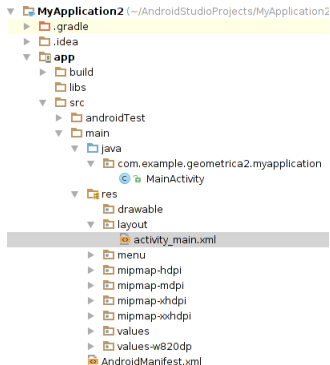 MyApplication2 (~/AndroidStudioProjects/MyApplication2
.gradle
.idea
app
build
libs
src
androidTest
main
java
com.example.geometrica2.myapplication
MainActivity
res
drawable
layout
activity_main.xml
menu
mipmap-hdpi
mipmap-mdpi
mipmap-xhdpi
mipmap-xxhdpi
values
values-w820dp
AndroidManifest.xml